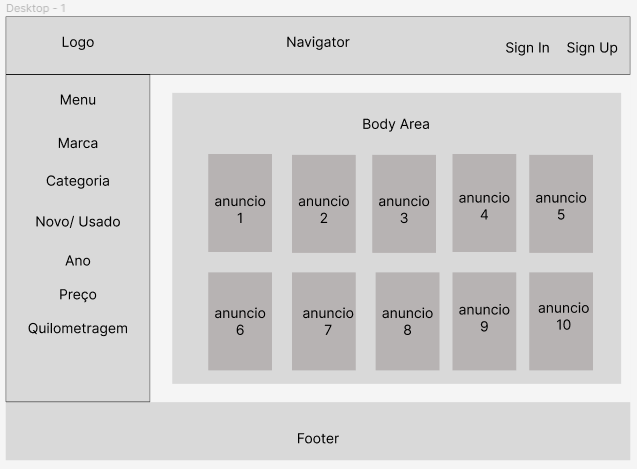 Desktop - 1
Logo
Navigator
Sign In
Sign Up
Menu
Marca
Categoria
Novo/ Usado
Ano
Preço
Quilometragem
Body Area
anuncio
1
anuncio
2
anuncio
3
anuncio
4
anuncio
5
anuncio
6
anuncio
7
anuncio
8
anuncio
9
anuncio
10
Footer